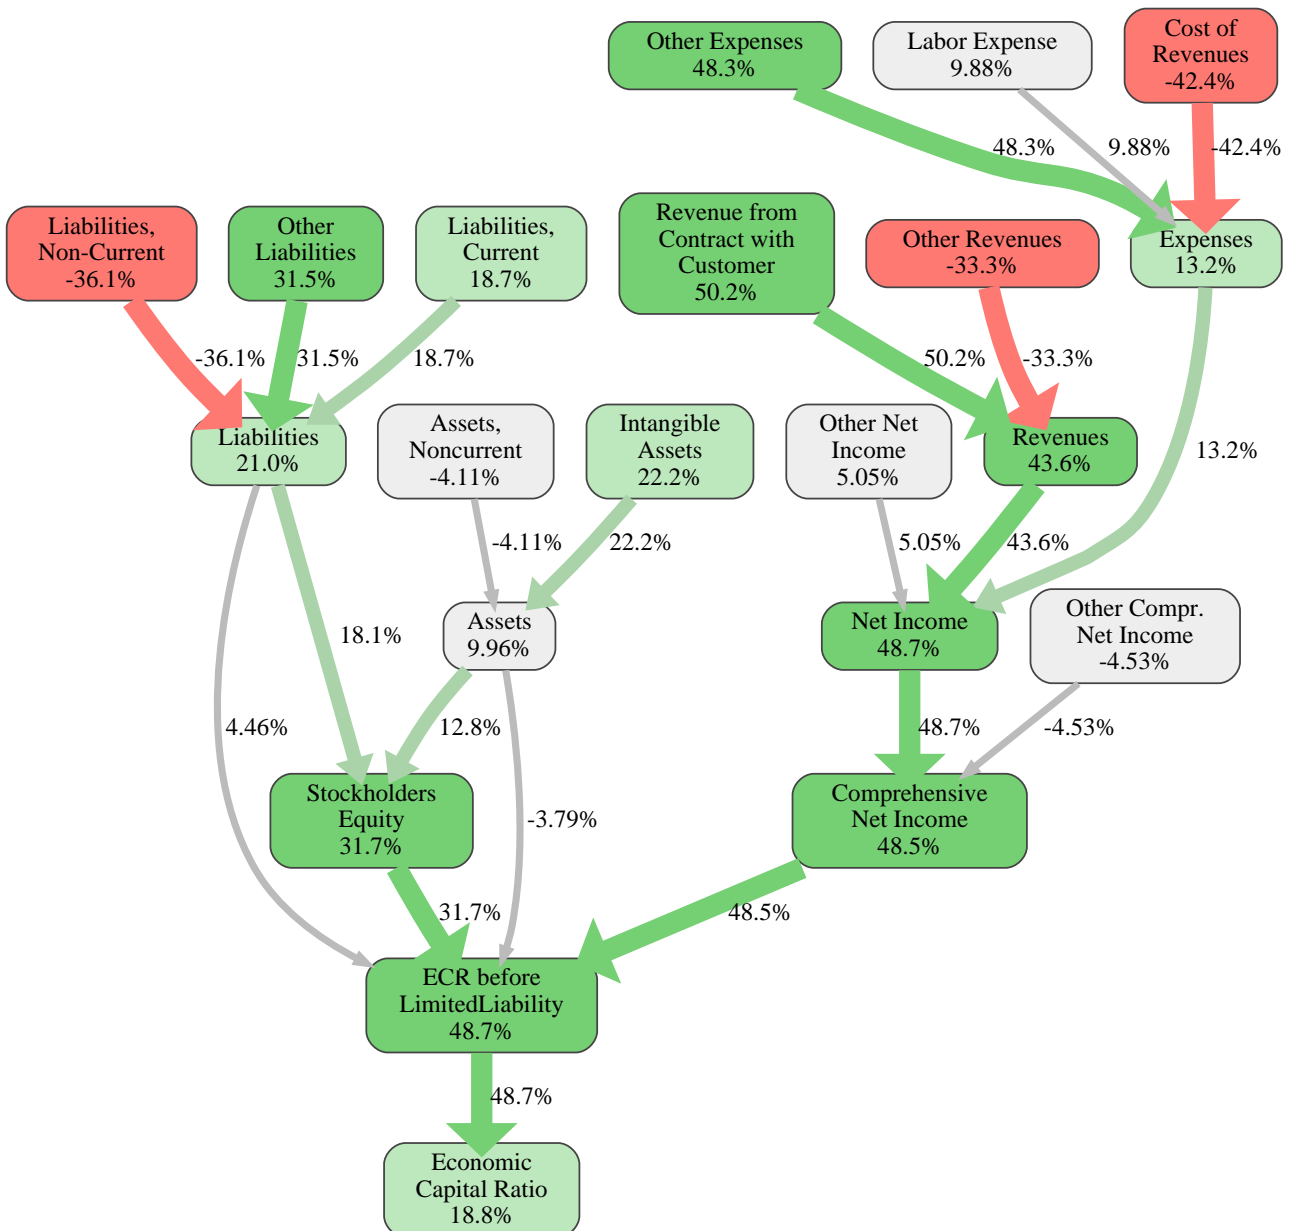 Other Expenses
48.3%
Labor Expense
9.88%
Cost of
Revenues
-42.4%
48.3%
9.88%
-42.4%
Liabilities,
Non-Current
-36.1%
Other
Liabilities
31.5%
Liabilities,
Current
18.7%
Revenue from
Contract with
Customer
50.2%
Other Revenues
-33.3%
Expenses
13.2%
-36.1%
31.5%
18.7%
50.2%
-33.3%
13.2%
Liabilities
21.0%
Assets,
Noncurrent
-4.11%
Intangible
Assets
22.2%
Other Net
Income
5.05%
Revenues
43.6%
-4.11%
22.2%
5.05%
43.6%
18.1%
Assets
9.96%
Net Income
48.7%
Other Compr.
Net Income
-4.53%
4.46%
12.8%
48.7%
-4.53%
Stockholders
Equity
31.7%
-3.79%
Comprehensive
Net Income
48.5%
31.7%
48.5%
ECR before
LimitedLiability
48.7%
48.7%
Economic
Capital Ratio
18.8%